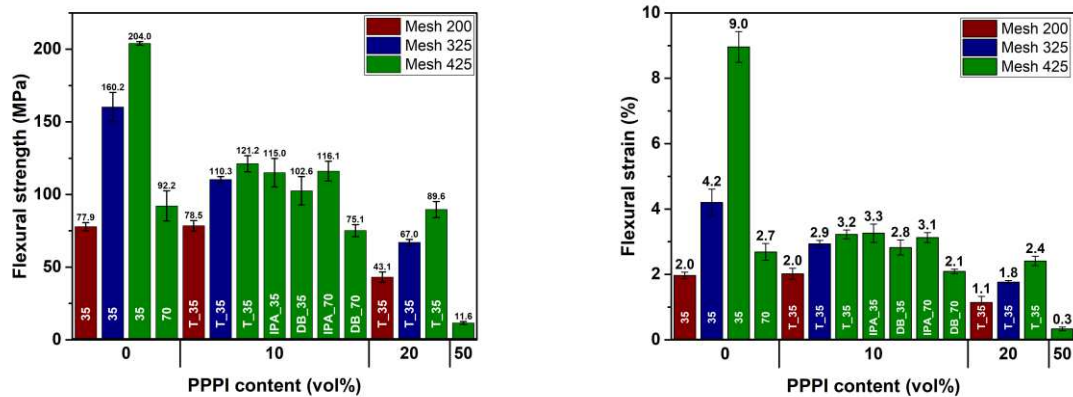 Flexural strength (MPa)
200
150
100
50
0
Mesh 200
Mesh 325
Mesh 425
77.9
160.2
204.0
92.2
78.5
110.3
121.2
115.0
102.6
116.1
75.1
43.1
67.0
89.6
11.6
35
35
35
70
T_35
T_35
T_35
IPA_35
DB_35
IPA_70
DB_70
T_35
T_35
T_35
0
10
20
50
PPPI content (vol%)
Flexural strain (%)
10
8
6
4
2
0
Mesh 200
Mesh 325
Mesh 425
2.0
4.2
9.0
2.7
2.0
2.9
3.2
3.3
2.8
3.1
2.1
1.1
1.8
2.4
0.3
35
35
35
70
T_35
T_35
T_35
IPA_35
DB_35
IPA_70
DB_70
T_35
T_35
T_35
0
10
20
50
PPPI content (vol%)